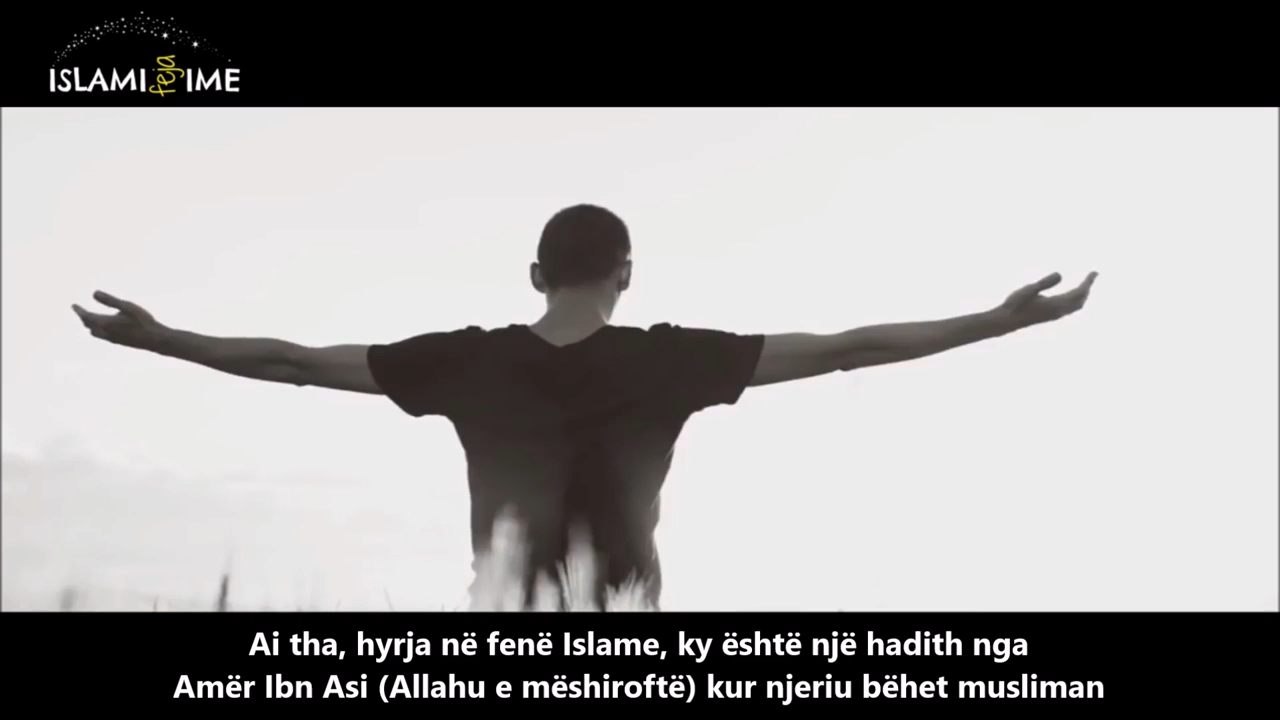 ISLAMI feja IME
Ai tha, hyrja në fenë Islame, ky është një hadith nga
Amër Ibn Asi (Allahu e mëshiroftë) kur njeriu bëhet musliman